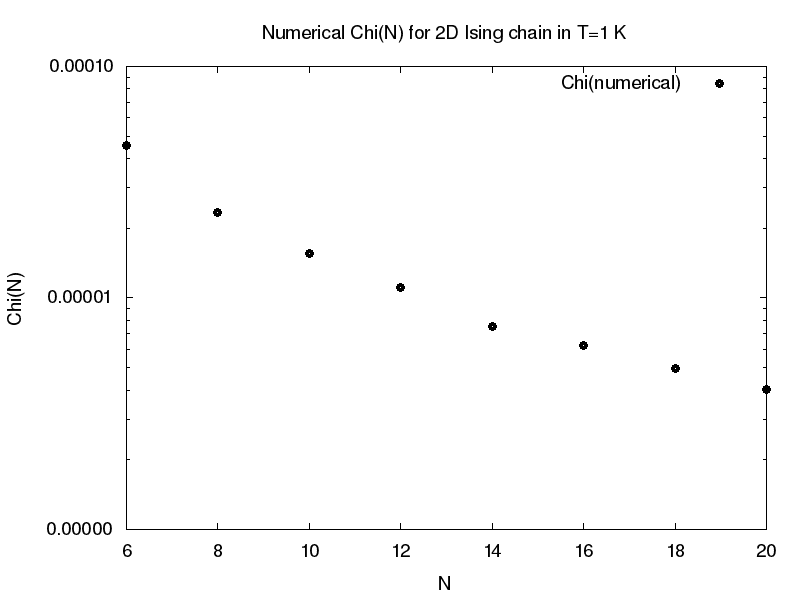 Numerical Chi(N) for 2D Ising chain in T=1 K
0.00010
Chi(numerical)
Chi(N)
0.00001
0.00000
6 8 10 12 14 16 18 20
N